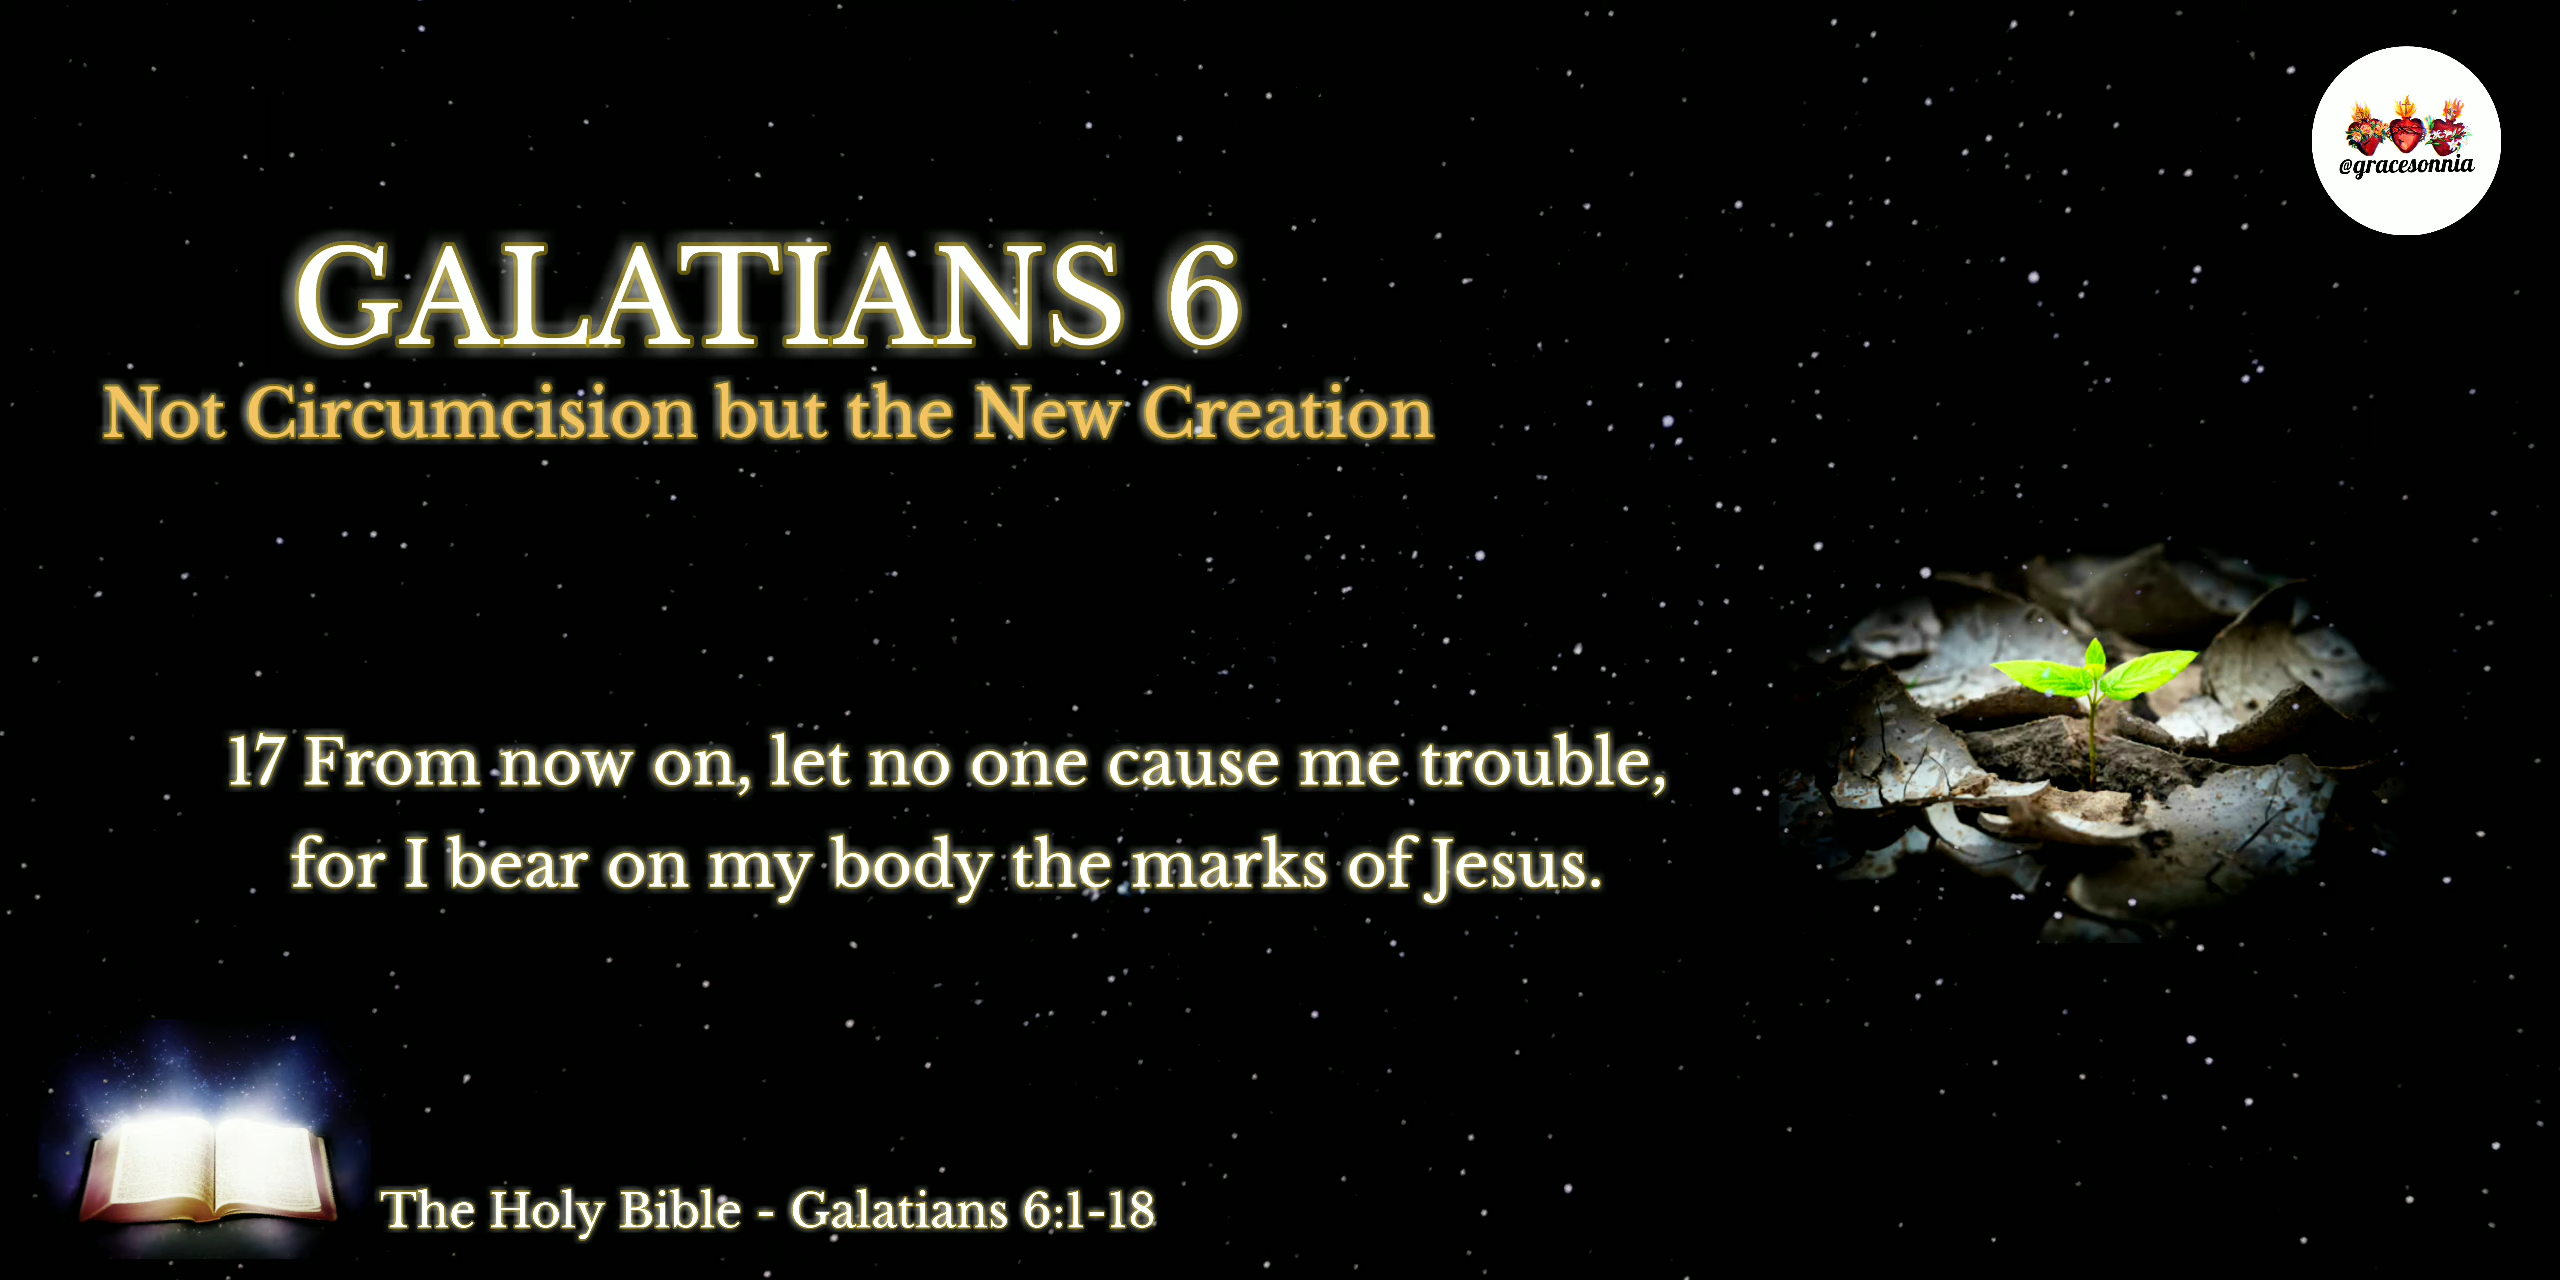 @gracesonnia
GALATIANS 6
Not Circumcision but the New Creation
17 From now on, let no one cause me trouble,
for I bear on my body the marks of Jesus.
The Holy Bible - Galatians 6:1-18